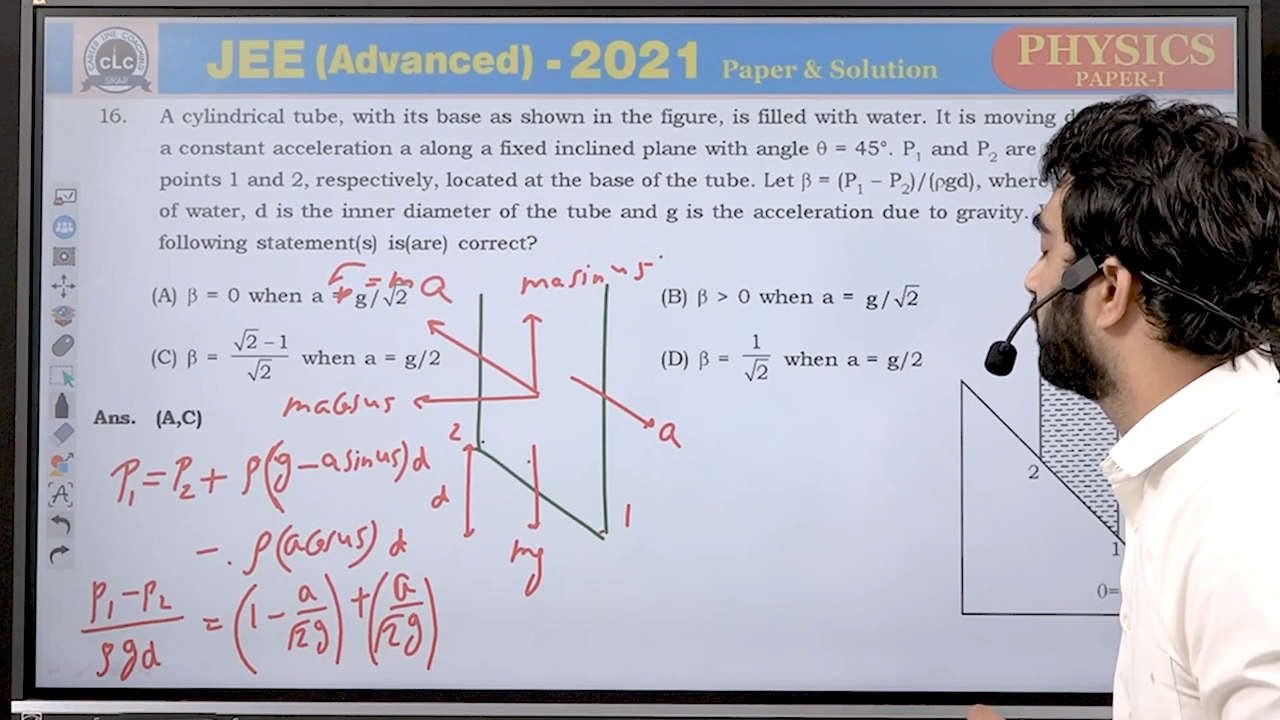 CAREER LINE COACHING
CLC
SIKAR
JEE (Advanced) - 2021 Paper & Solution
PHYSICS
PAPER-I
16. A cylindrical tube, with its base as shown in the figure, is filled with water. It is moving d
a constant acceleration a along a fixed inclined plane with angle θ = 45°. P₁ and P₂ are
points 1 and 2, respectively, located at the base of the tube. Let β = (P₁ − P₂)/(ρgd), where
of water, d is the inner diameter of the tube and g is the acceleration due to gravity.
following statement(s) is(are) correct?
(A) β = 0 when a = g/√2
(B) β > 0 when a = g/√2
(C) β = (√2 − 1)/√2 when a = g/2
(D) β = 1/√2 when a = g/2
Ans. (A,C)
F = ma
ma sin 45°
ma cos 45
a
2
d
1
mg
P₁ = P₂ + ρ(g − a sin 45)d
− ρ(a cos 45)d
(P₁ − P₂)/(ρgd) = (1 − a/(√2g)) + (a/(√2g))
2
1
0=